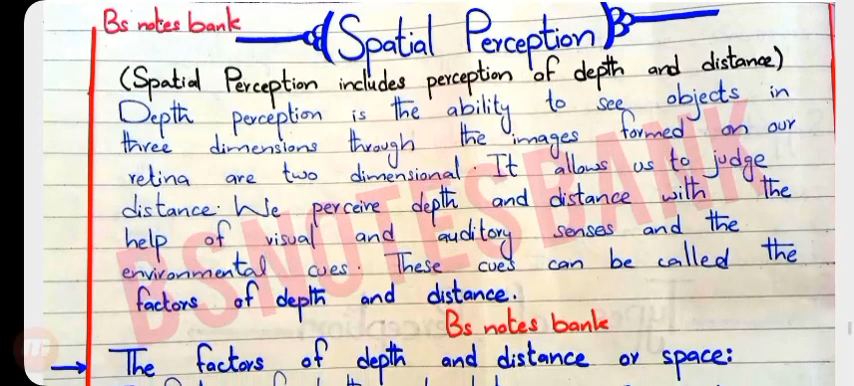 Bs notes bank
Spatial Perception
(Spatial Perception includes perception of depth and distance)
Depth perception is the ability to see objects in
three dimensions through the images formed on our
retina are two dimensional. It allows us to judge
distance. We perceive depth and distance with the
help of visual and auditory senses and the
environmental cues. These cues can be called the
factors of depth and distance.
Bs notes bank
→ The factors of depth and distance or space:
BSNOTESBANK